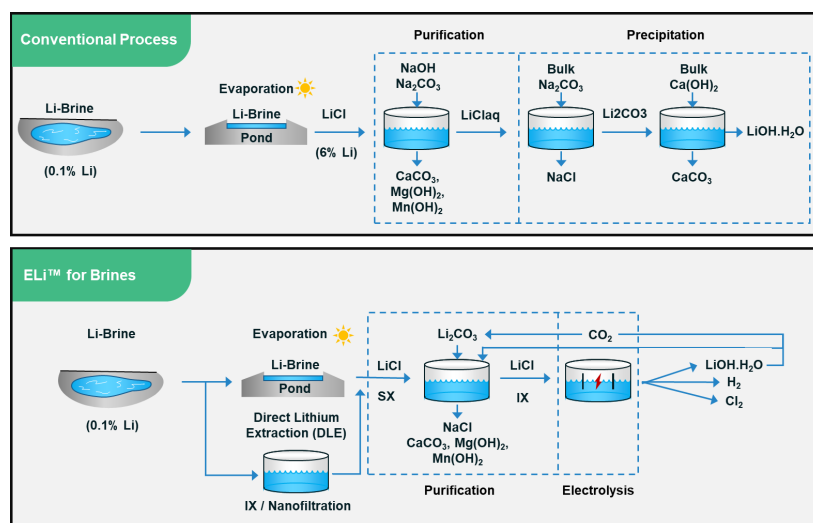 Conventional Process
Purification
Precipitation
Li-Brine
(0.1% Li)
Evaporation
Li-Brine
Pond
LiCl
(6% Li)
NaOH
Na₂CO₃
CaCO₃,
Mg(OH)₂,
Mn(OH)₂
LiClaq
Bulk
Na₂CO₃
NaCl
Li2CO3
Bulk
Ca(OH)₂
CaCO₃
LiOH.H₂O
ELi™ for Brines
Li-Brine
(0.1% Li)
Evaporation
Li-Brine
Pond
Direct Lithium
Extraction (DLE)
IX / Nanofiltration
LiCl
SX
Li₂CO₃
NaCl
CaCO₃, Mg(OH)₂,
Mn(OH)₂
LiCl
IX
CO₂
LiOH.H₂O
H₂
Cl₂
Purification
Electrolysis